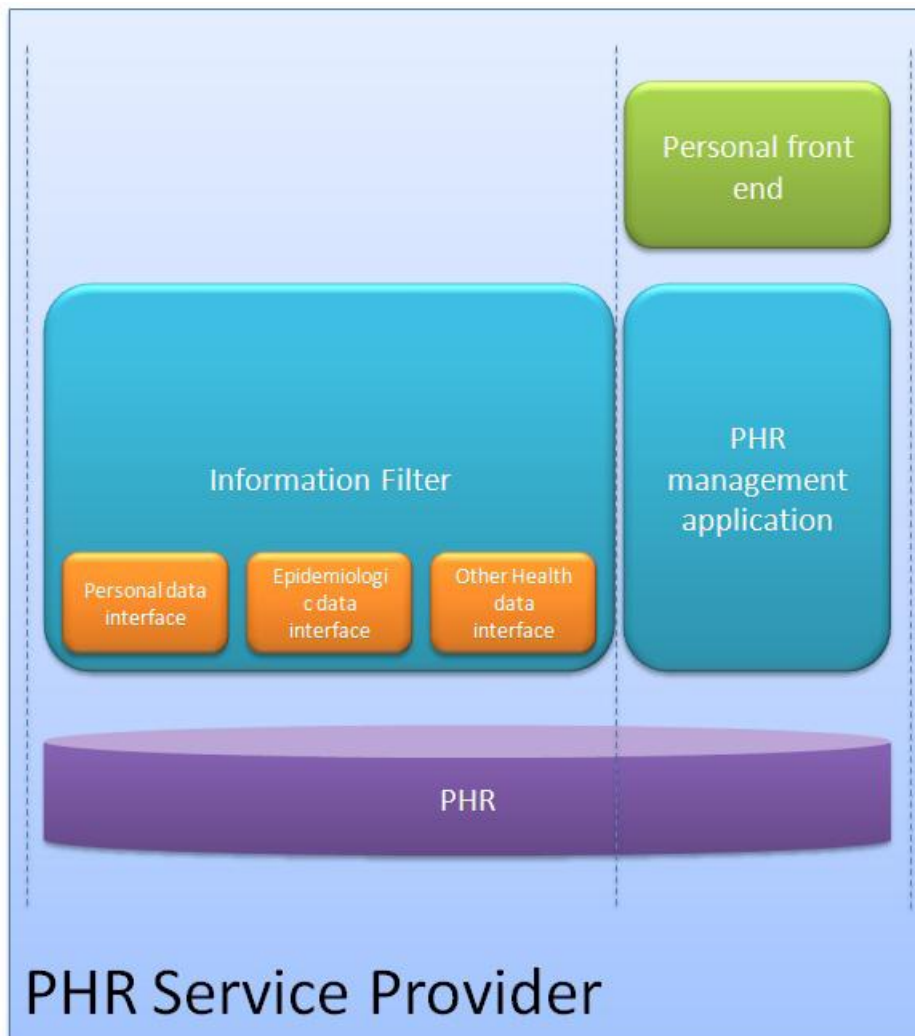 Personal front
end
Information Filter
PHR
management
application
Personal data
interface
Epidemiologi
c data
interface
Other Health
data
interface
PHR
PHR Service Provider